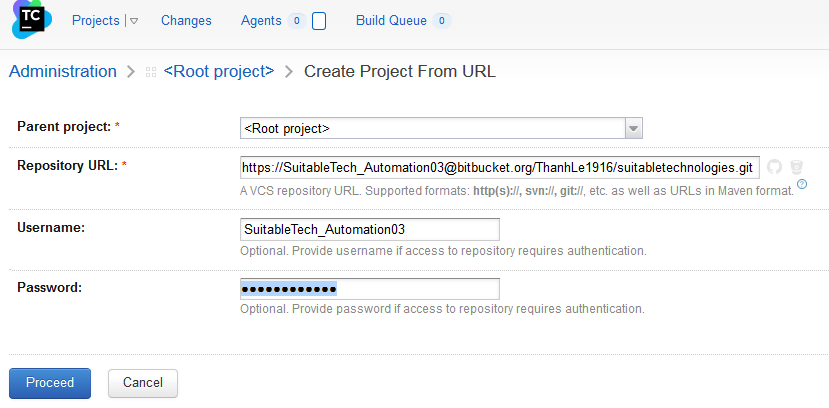 TC
Projects Changes Agents 0 Build Queue 0
Administration <Root project> Create Project From URL
Parent project: * <Root project>
Repository URL: * https://SuitableTech_Automation03@bitbucket.org/ThanhLe1916/suitabletechnologies.git
A VCS repository URL. Supported formats: http(s)://, svn://, git://, etc. as well as URLs in Maven format. ?
Username: SuitableTech_Automation03
Optional. Provide username if access to repository requires authentication.
Password: ••••••••••••
Optional. Provide password if access to repository requires authentication.
Proceed Cancel